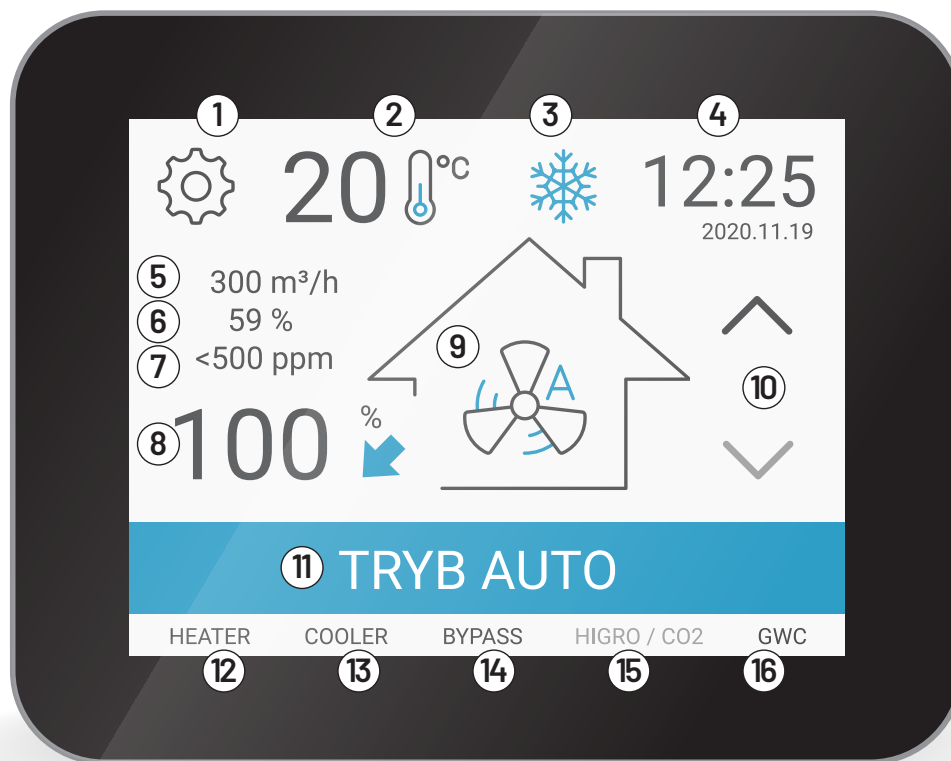 1 2 3 4
20 °C 12:25
2020.11.19
5 300 m³/h
6 59 %
7 <500 ppm
9 A
10
8 100 %
11 TRYB AUTO
HEATER COOLER BYPASS HIGRO / CO2 GWC
12 13 14 15 16